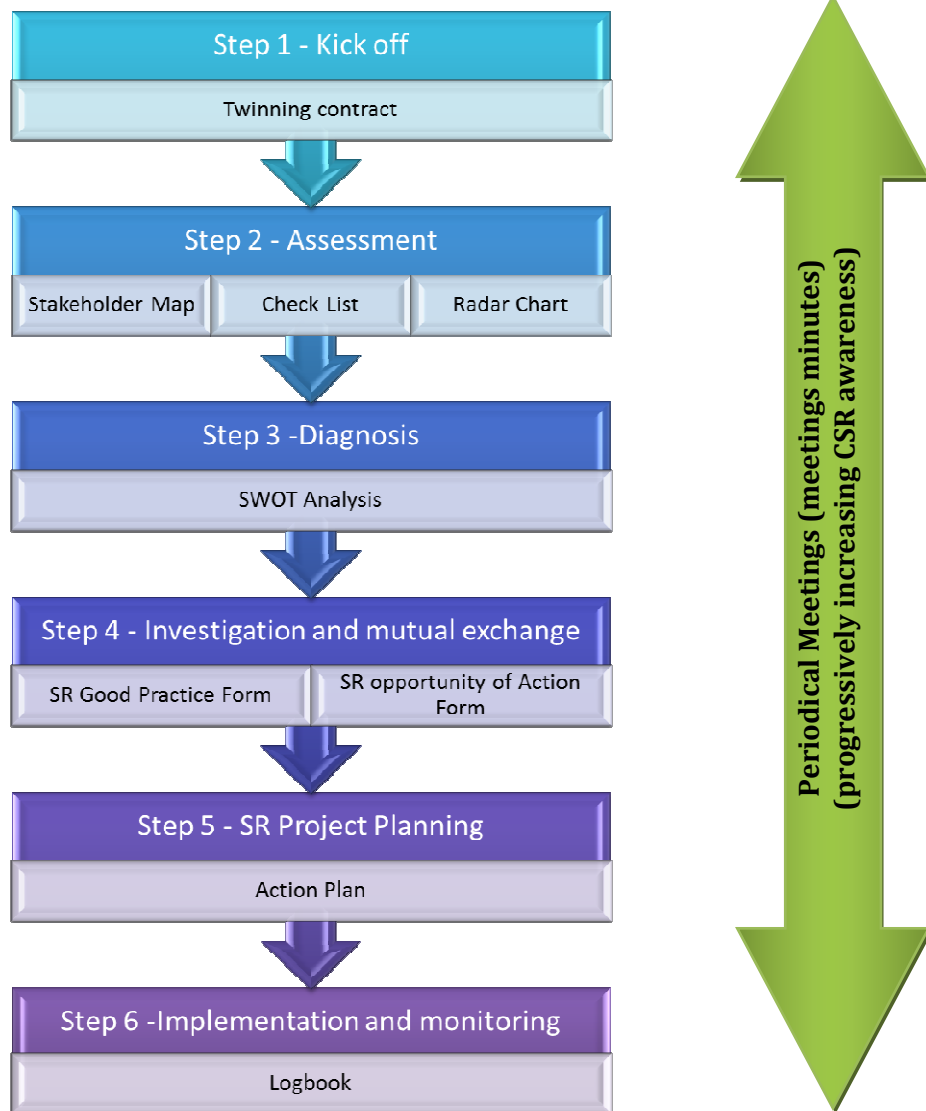 Step 1 - Kick off
Twinning contract
Step 2 - Assessment
Stakeholder Map
Check List
Radar Chart
Step 3 -Diagnosis
SWOT Analysis
Step 4 - Investigation and mutual exchange
SR Good Practice Form
SR opportunity of Action
Form
Step 5 - SR Project Planning
Action Plan
Step 6 -Implementation and monitoring
Logbook
Periodical Meetings (meetings minutes)
(progressively increasing CSR awareness)